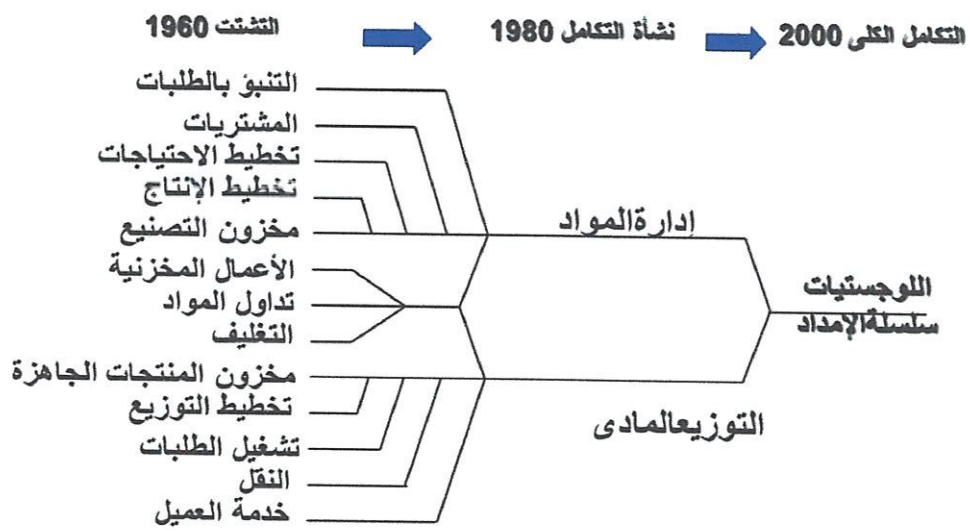 التشتت 1960
نشأة التكامل 1980
التكامل الكلى 2000
التنبؤ بالطلبات
المشتريات
تخطيط الاحتياجات
تخطيط الإنتاج
مخزون التصنيع
الأعمال المخزنية
تداول المواد
التغليف
مخزون المنتجات الجاهزة
تخطيط التوزيع
تشغيل الطلبات
النقل
خدمة العميل
إدارةالمواد
التوزيعالمادى
اللوجستيات
سلسلةالإمداد